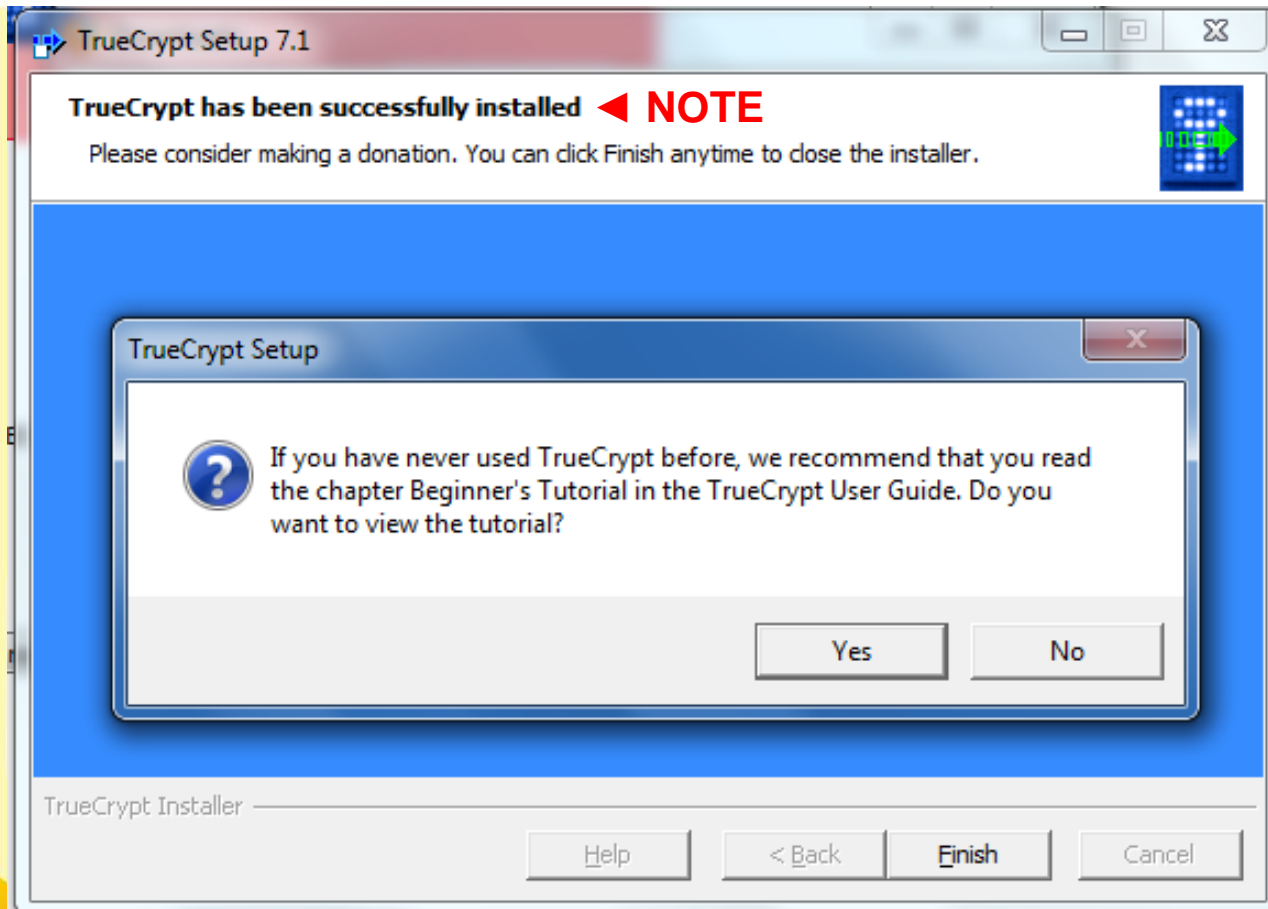 TrueCrypt Setup 7.1
TrueCrypt has been successfully installed ◄ NOTE
Please consider making a donation. You can click Finish anytime to close the installer.
TrueCrypt Setup
If you have never used TrueCrypt before, we recommend that you read
the chapter Beginner's Tutorial in the TrueCrypt User Guide. Do you
want to view the tutorial?
Yes No
TrueCrypt Installer
Help < Back Finish Cancel